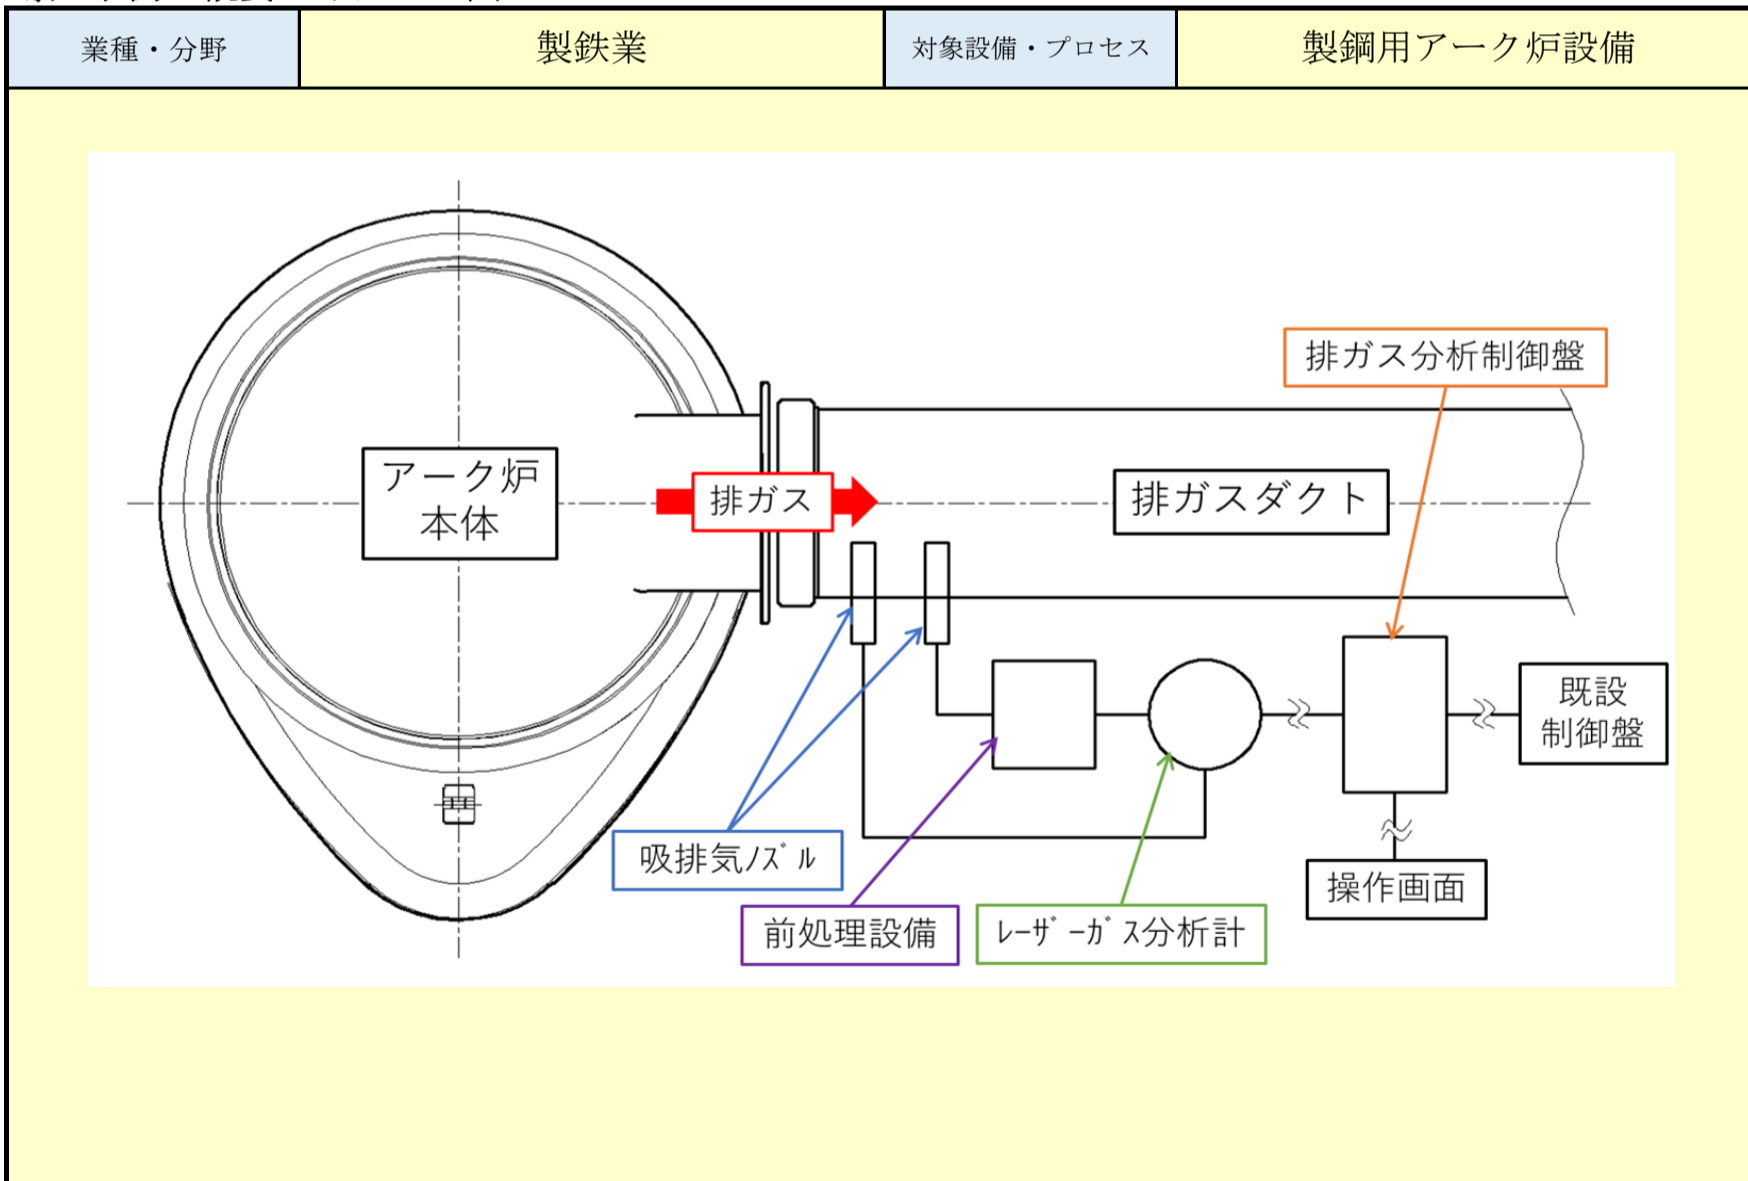 業種・分野
製鉄業
対象設備・プロセス
製鋼用アーク炉設備
排ガス分析制御盤
アーク炉
本体
排ガス
排ガスダクト
既設
制御盤
吸排気ﾉｽﾞﾙ
操作画面
前処理設備
ﾚｰｻﾞｰｶﾞｽ分析計